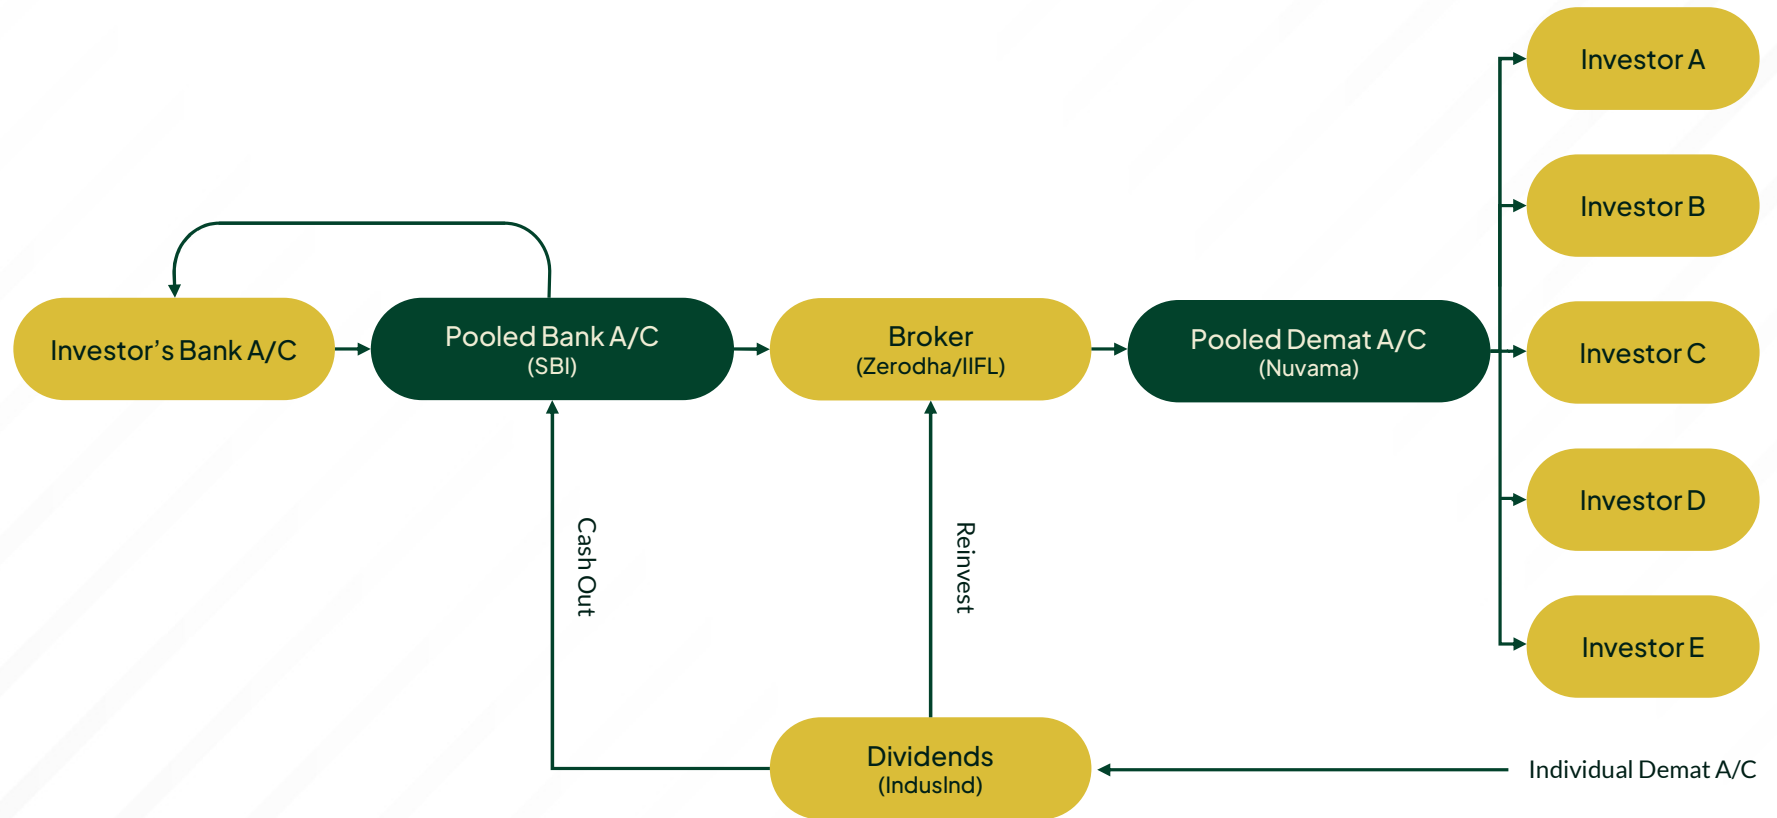 Investor A
Investor B
Investor’s Bank A/C
Pooled Bank A/C
(SBI)
Broker
(Zerodha/IIFL)
Pooled Demat A/C
(Nuvama)
Investor C
Investor D
Cash Out
Reinvest
Investor E
Dividends
(IndusInd)
Individual Demat A/C